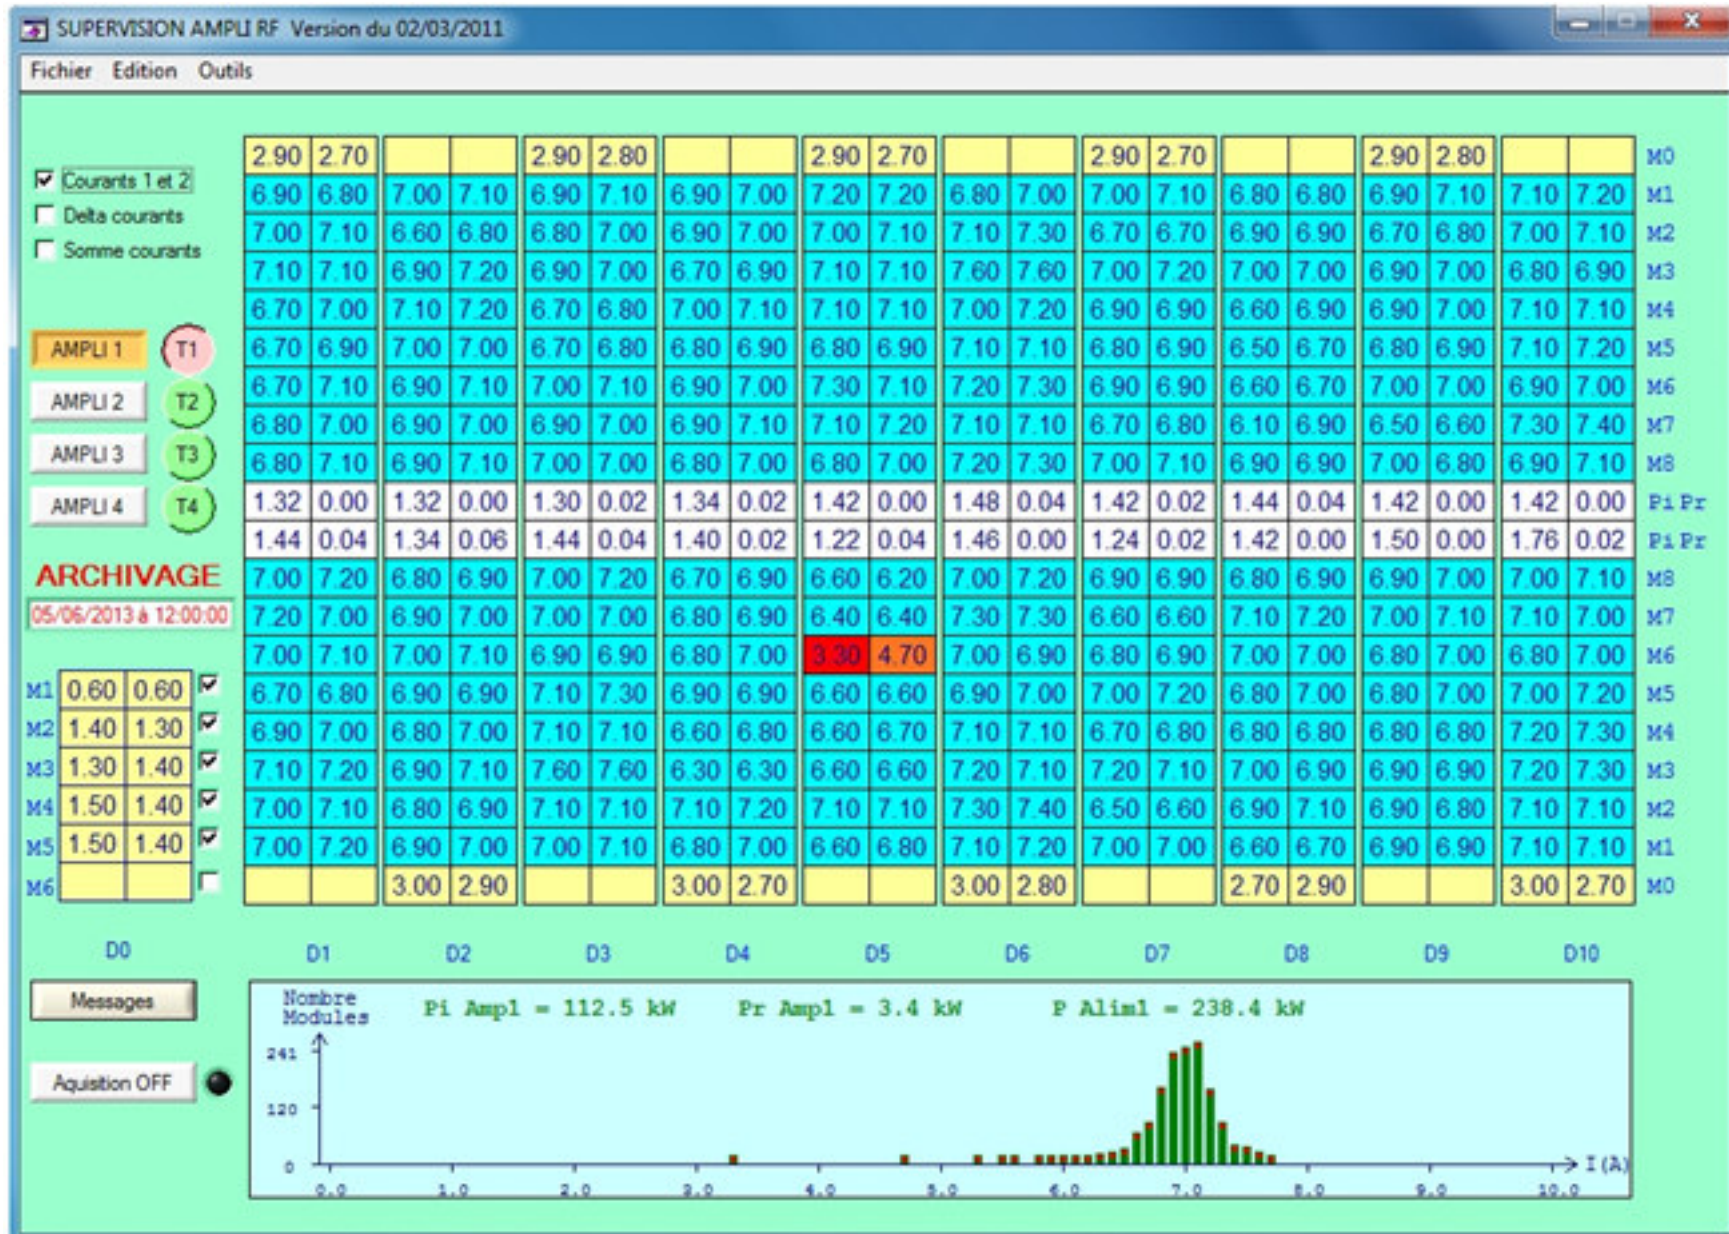 SUPERVISION AMPLI RF Version du 02/03/2011
Fichier Edition Outils
Courants 1 et 2
Delta courants
Somme courants
AMPLI 1 T1
AMPLI 2 T2
AMPLI 3 T3
AMPLI 4 T4
ARCHIVAGE
05/06/2013 à 12:00:00
M1 0.60 0.60
M2 1.40 1.30
M3 1.30 1.40
M4 1.50 1.40
M5 1.50 1.40
M6
D0
Messages
Aquisition OFF
2.90 2.70 2.90 2.80 2.90 2.70 2.90 2.70 2.90 2.80 M0
6.90 6.80 7.00 7.10 6.90 7.10 6.90 7.00 7.20 7.20 6.80 7.00 7.00 7.10 6.80 6.80 6.90 7.10 7.10 7.20 M1
7.00 7.10 6.60 6.80 6.80 7.00 6.90 7.00 7.00 7.10 7.10 7.30 6.70 6.70 6.90 6.90 6.70 6.80 7.00 7.10 M2
7.10 7.10 6.90 7.20 6.90 7.00 6.70 6.90 7.10 7.10 7.60 7.60 7.00 7.20 7.00 7.00 6.90 7.00 6.80 6.90 M3
6.70 7.00 7.10 7.20 6.70 6.80 7.00 7.10 7.10 7.10 7.00 7.20 6.90 6.90 6.60 6.90 6.90 7.00 7.10 7.10 M4
6.70 6.90 7.00 7.00 6.70 6.80 6.80 6.90 6.80 6.90 7.10 7.10 6.80 6.90 6.50 6.70 6.80 6.90 7.10 7.20 M5
6.70 7.10 6.90 7.10 7.00 7.10 6.90 7.00 7.30 7.10 7.20 7.30 6.90 6.90 6.60 6.70 7.00 7.00 6.90 7.00 M6
6.80 7.00 6.90 7.00 6.90 7.00 6.90 7.10 7.10 7.20 7.10 7.10 6.70 6.80 6.10 6.90 6.50 6.60 7.30 7.40 M7
6.80 7.10 6.90 7.10 7.00 7.00 6.80 7.00 6.80 7.00 7.20 7.30 7.00 7.10 6.90 6.90 7.00 6.80 6.90 7.10 M8
1.32 0.00 1.32 0.00 1.30 0.02 1.34 0.02 1.42 0.00 1.48 0.04 1.42 0.02 1.44 0.04 1.42 0.00 1.42 0.00 Pi Pr
1.44 0.04 1.34 0.06 1.44 0.04 1.40 0.02 1.22 0.04 1.46 0.00 1.24 0.02 1.42 0.00 1.50 0.00 1.76 0.02 Pi Pr
7.00 7.20 6.80 6.90 7.00 7.20 6.70 6.90 6.60 6.20 7.00 7.20 6.90 6.90 6.80 6.90 6.90 7.00 7.00 7.10 M8
7.20 7.00 6.90 7.00 7.00 7.00 6.80 6.90 6.40 6.40 7.30 7.30 6.60 6.60 7.10 7.20 7.00 7.10 7.10 7.00 M7
7.00 7.10 7.00 7.10 6.90 6.90 6.80 7.00 3.30 4.70 7.00 6.90 6.80 6.90 7.00 7.00 6.80 7.00 6.80 7.00 M6
6.70 6.80 6.90 6.90 7.10 7.30 6.90 6.90 6.60 6.60 6.90 7.00 7.00 7.20 6.80 7.00 6.80 7.00 7.00 7.20 M5
6.90 7.00 6.80 7.00 7.10 7.10 6.60 6.80 6.60 6.70 7.10 7.10 6.70 6.80 6.80 6.80 6.80 6.80 7.20 7.30 M4
7.10 7.20 6.90 7.10 7.60 7.60 6.30 6.30 6.60 6.60 7.20 7.10 7.20 7.10 7.00 6.90 6.90 6.90 7.20 7.30 M3
7.00 7.10 6.80 6.90 7.10 7.10 7.10 7.20 7.10 7.10 7.30 7.40 6.50 6.60 6.90 7.10 6.90 6.80 7.10 7.10 M2
7.00 7.20 6.90 7.00 7.00 7.10 6.80 7.00 6.60 6.80 7.10 7.20 7.00 7.00 6.60 6.70 6.90 6.90 7.10 7.10 M1
3.00 2.90 3.00 2.70 3.00 2.80 2.70 2.90 3.00 2.70 M0
D1 D2 D3 D4 D5 D6 D7 D8 D9 D10
Nombre
Modules
Pi Amp1 = 112.5 kW Pr Amp1 = 3.4 kW P Alim1 = 238.4 kW
241
120
0
I(A)
0.0 1.0 2.0 3.0 4.0 5.0 6.0 7.0 8.0 9.0 10.0